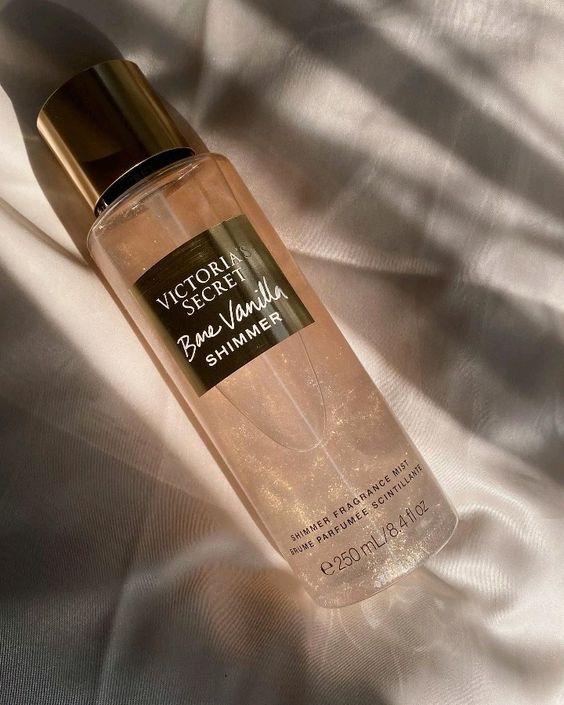 VICTORIA'S
SECRET
Bare Vanilla
SHIMMER
SHIMMER FRAGRANCE MIST
BRUME PARFUMÉE SCINTILLANTE
℮250 mL/8.4 fl oz